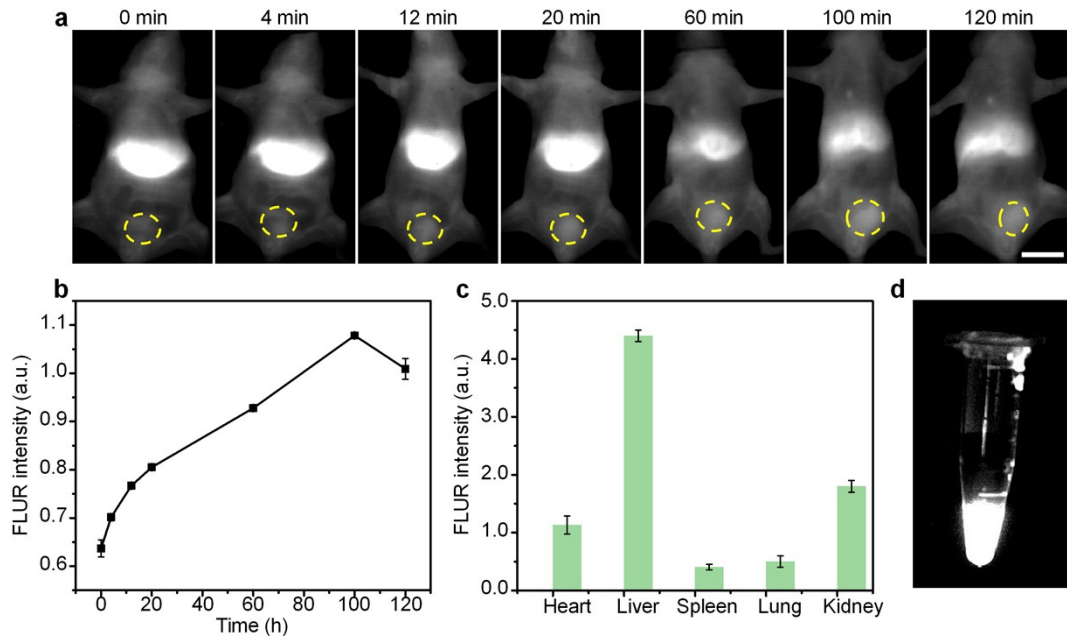 a
0 min 4 min 12 min 20 min 60 min 100 min 120 min
b
FLUR intensity (a.u.)
1.1
1.0
0.9
0.8
0.7
0.6
0 20 40 60 80 100 120
Time (h)
c
FLUR intensity (a.u.)
5.0
4.0
3.0
2.0
1.0
0.0
Heart Liver Spleen Lung Kidney
d